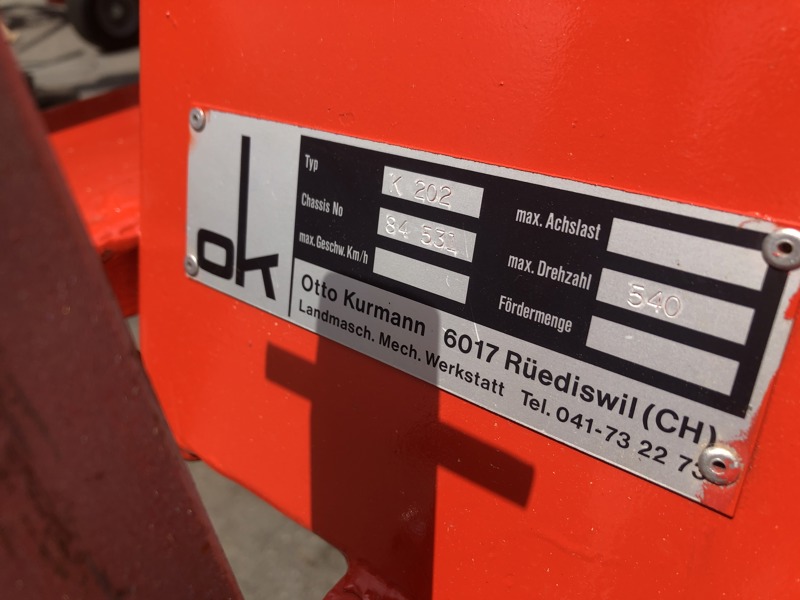 ok
Typ K 202
Chassis No 84 531
max. Geschw. Km/h
max. Achslast
max. Drehzahl 540
Fördermenge
Otto Kurmann 6017 Rüediswil (CH)
Landmasch. Mech. Werkstatt Tel. 041-73 22 73